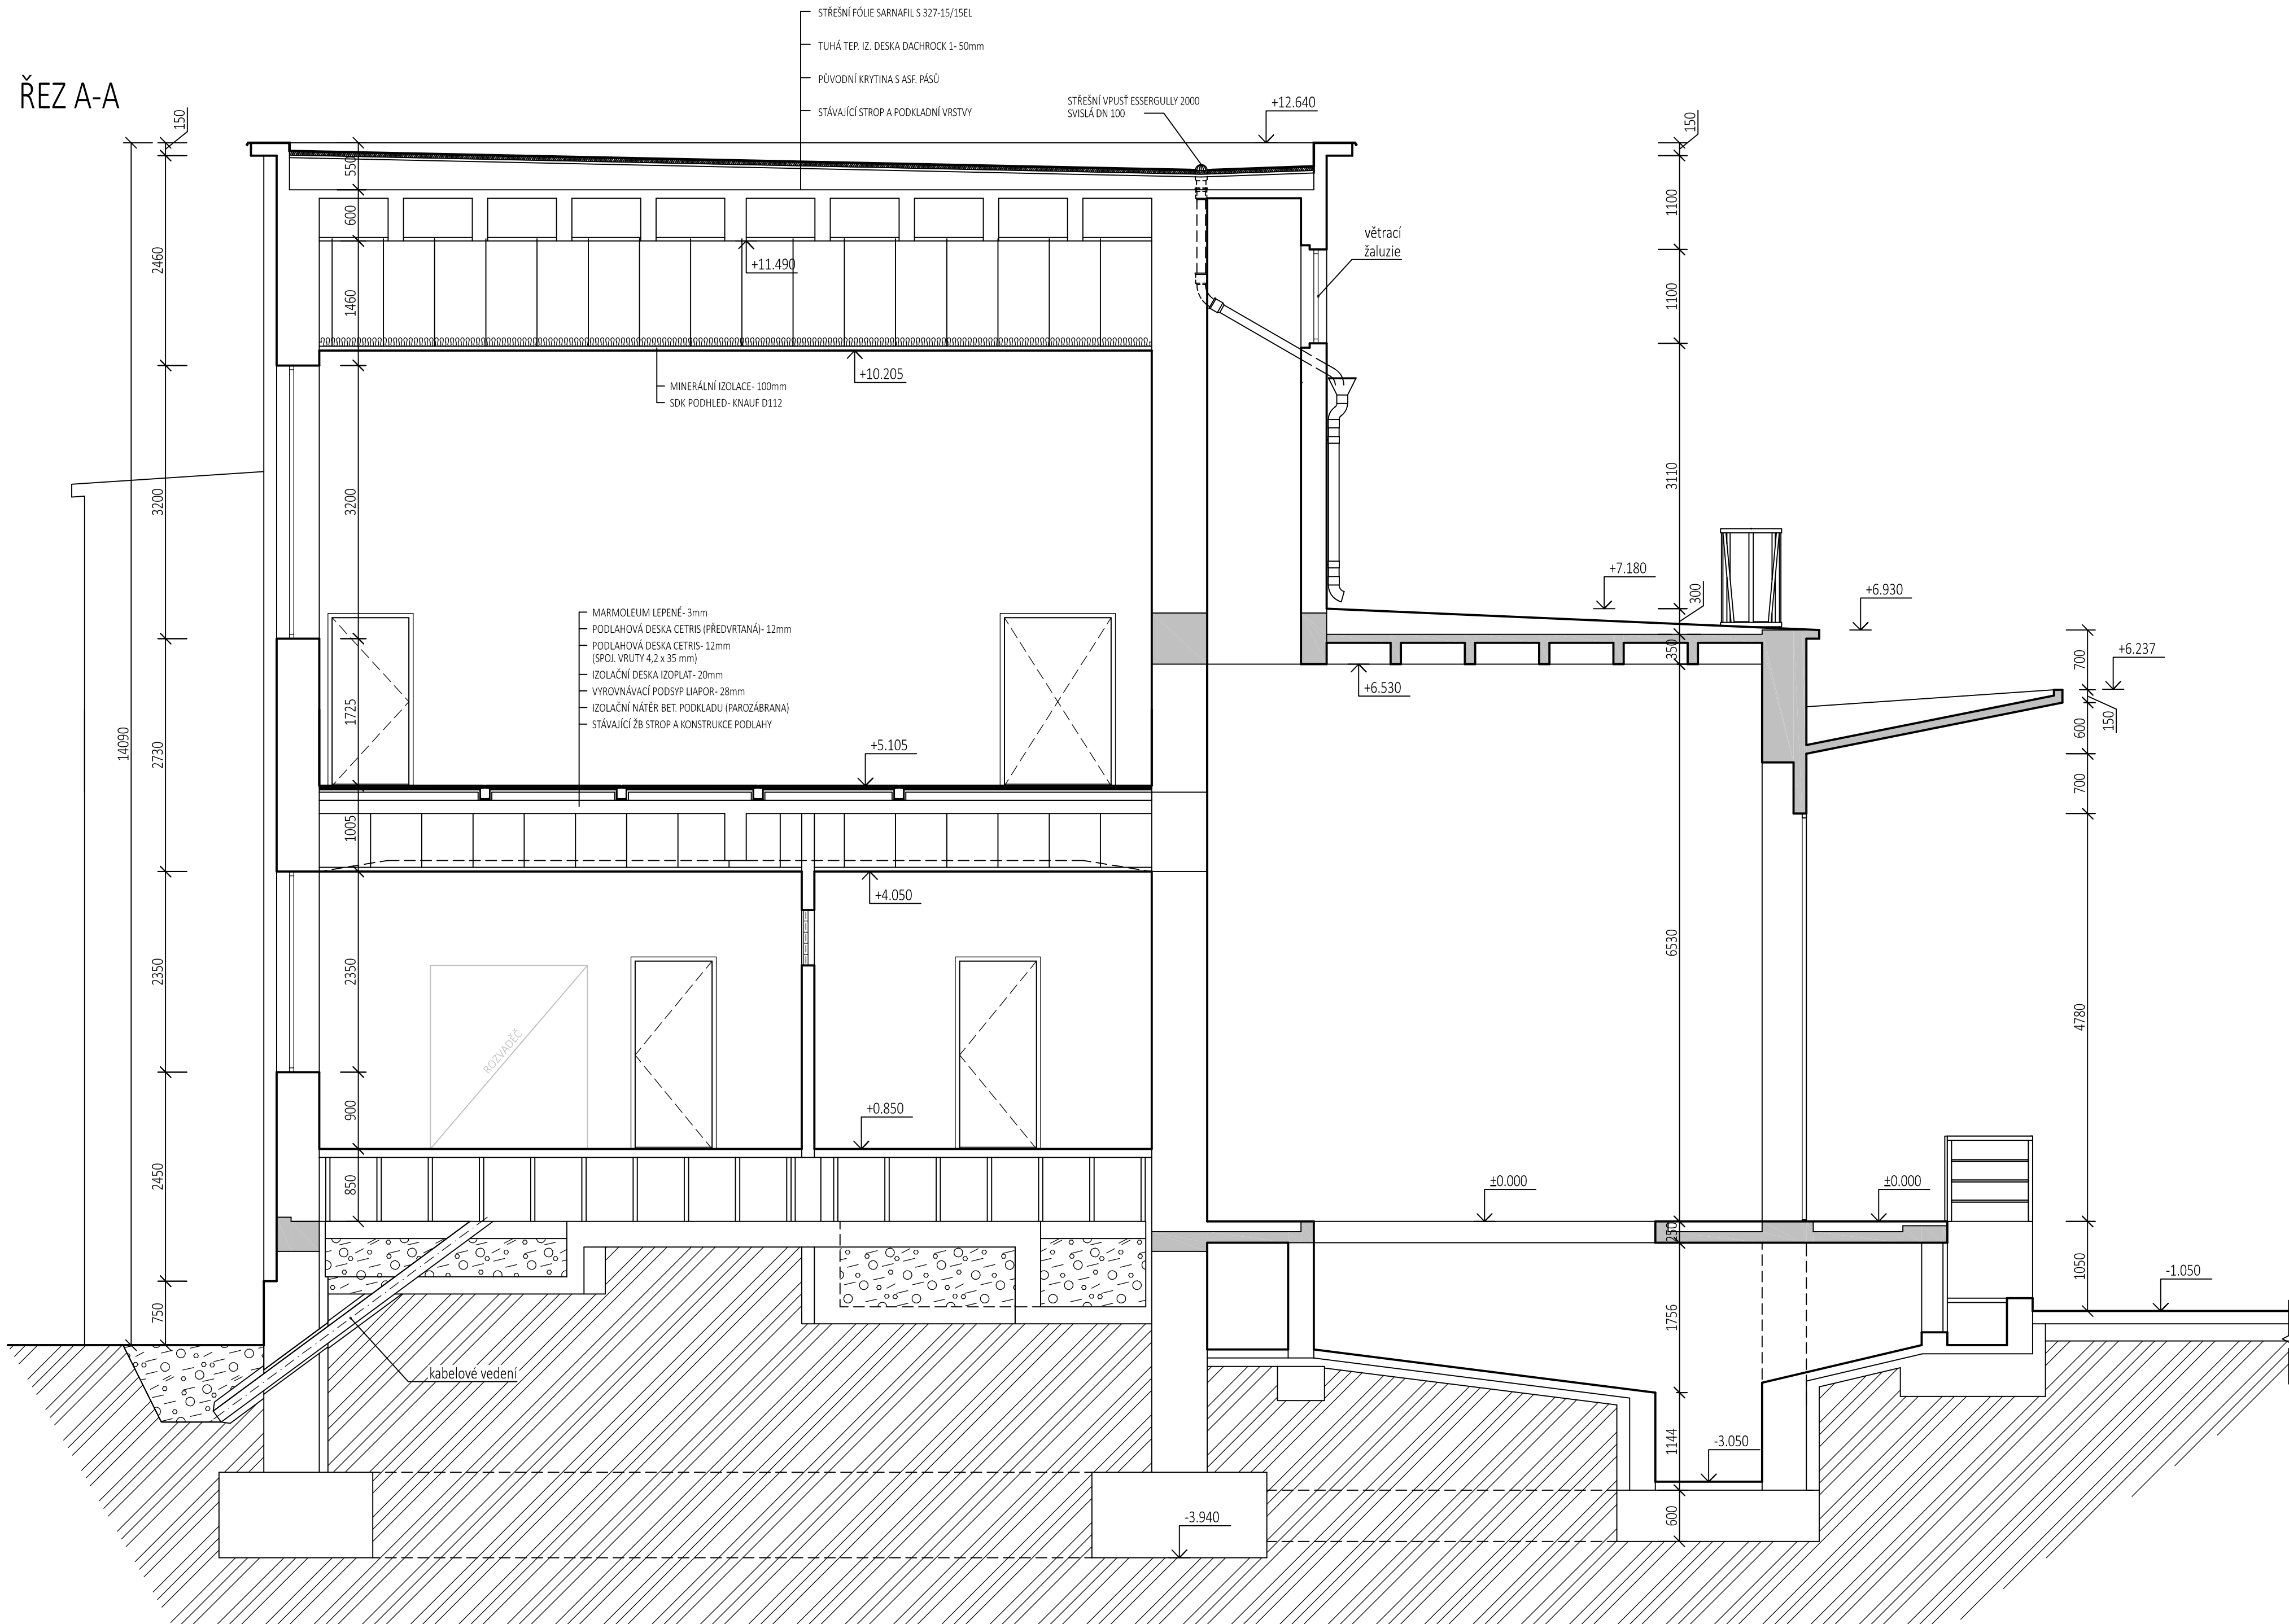 STŘEŠNÍ FÓLIE SARNAFIL S 327-15/15EL
TUHÁ TEP. IZ. DESKA DACHROCK 1- 50mm
PŮVODNÍ KRYTINA S ASF. PÁSŮ
STÁVAJÍCÍ STROP A PODKLADNÍ VRSTVY
ŘEZ A-A
STŘEŠNÍ VPUSŤ ESSERGULLY 2000
SVISLÁ DN 100
+12.640
150
150
550
600
1100
2460
větrací
žaluzie
+11.490
1460
1100
+10.205
MINERÁLNÍ IZOLACE- 100mm
SDK PODHLED- KNAUF D112
3200
3200
3110
+7.180
300
+6.930
MARMOLEUM LEPENÉ- 3mm
PODLAHOVÁ DESKA CETRIS (PŘEDVRTANÁ)- 12mm
PODLAHOVÁ DESKA CETRIS- 12mm
(SPOJ. VRUTY 4,2 x 35 mm)
IZOLAČNÍ DESKA IZOPLAT- 20mm
VYROVNÁVACÍ PODSYP LIAPOR- 28mm
IZOLAČNÍ NÁTĚR BET. PODKLADU (PAROZÁBRANA)
STÁVAJÍCÍ ŽB STROP A KONSTRUKCE PODLAHY
350
700
+6.237
+6.530
150
600
14090
2730
1725
+5.105
700
1005
+4.050
2350
2350
6530
4780
ROZVADĚČ
900
+0.850
2450
850
±0.000
±0.000
250
1050
-1.050
750
1756
kabelové vedení
1144
-3.050
600
-3.940